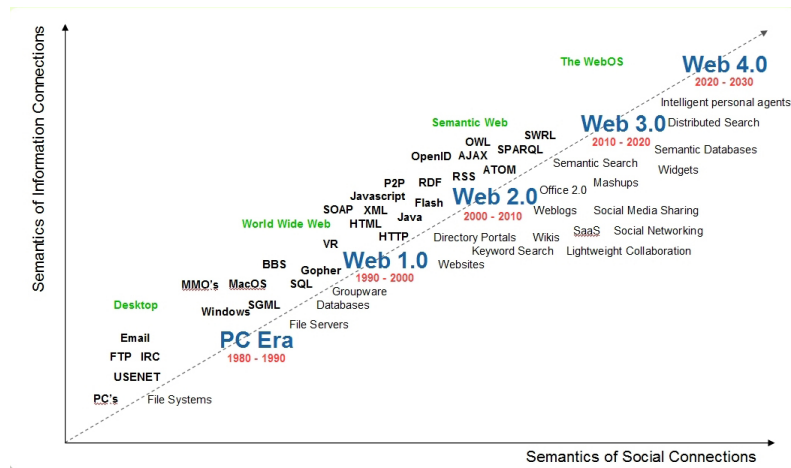 Semantics of Information Connections
The WebOS
Web 4.0
2020 - 2030
Intelligent personal agents
Semantic Web
SWRL
Web 3.0
Distributed Search
2010 - 2020
OWL
OpenID
AJAX
SPARQL
Semantic Databases
Semantic Search
Widgets
ATOM
RSS
P2P
RDF
Mashups
Javascript
Flash
Web 2.0
Office 2.0
2000 - 2010
SOAP
XML
Java
Weblogs
Social Media Sharing
World Wide Web
HTML
HTTP
SaaS
Social Networking
Directory Portals
Wikis
VR
Keyword Search
Lightweight Collaboration
Web 1.0
Websites
1990 - 2000
BBS
Gopher
MMO's
MacOS
SQL
Groupware
Desktop
Windows
SGML
Databases
File Servers
Email
PC Era
1980 - 1990
FTP
IRC
USENET
PC's
File Systems
Semantics of Social Connections